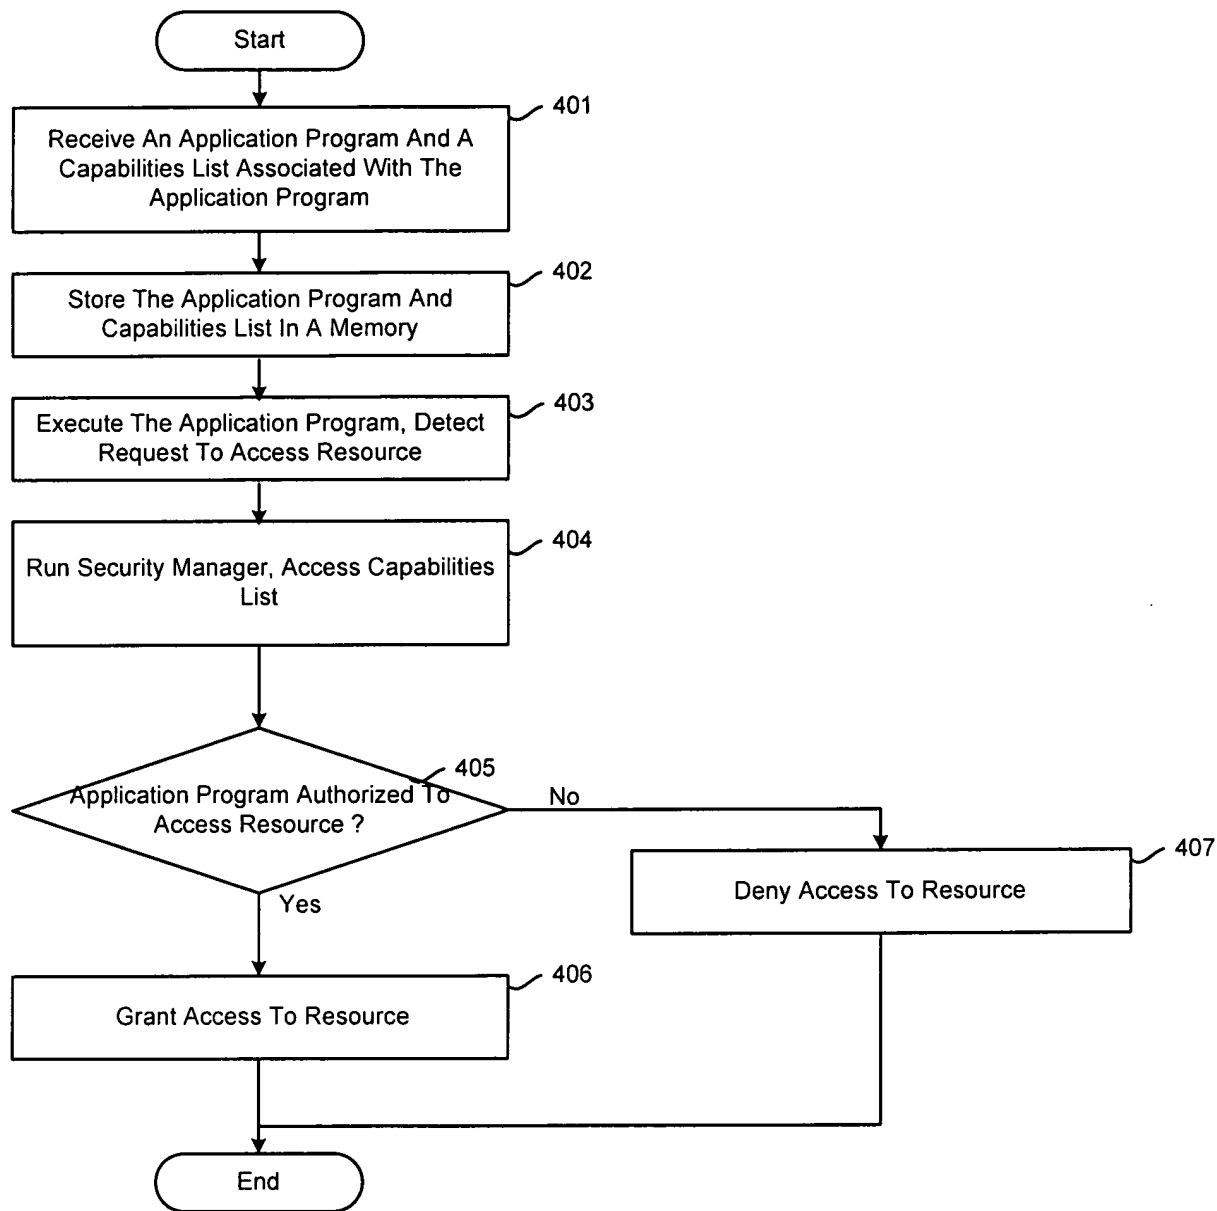 Start
401
Receive An Application Program And A
Capabilities List Associated With The
Application Program
402
Store The Application Program And
Capabilities List In A Memory
403
Execute The Application Program, Detect
Request To Access Resource
404
Run Security Manager, Access Capabilities
List
405
Application Program Authorized To
Access Resource ?
No
407
Deny Access To Resource
Yes
406
Grant Access To Resource
End